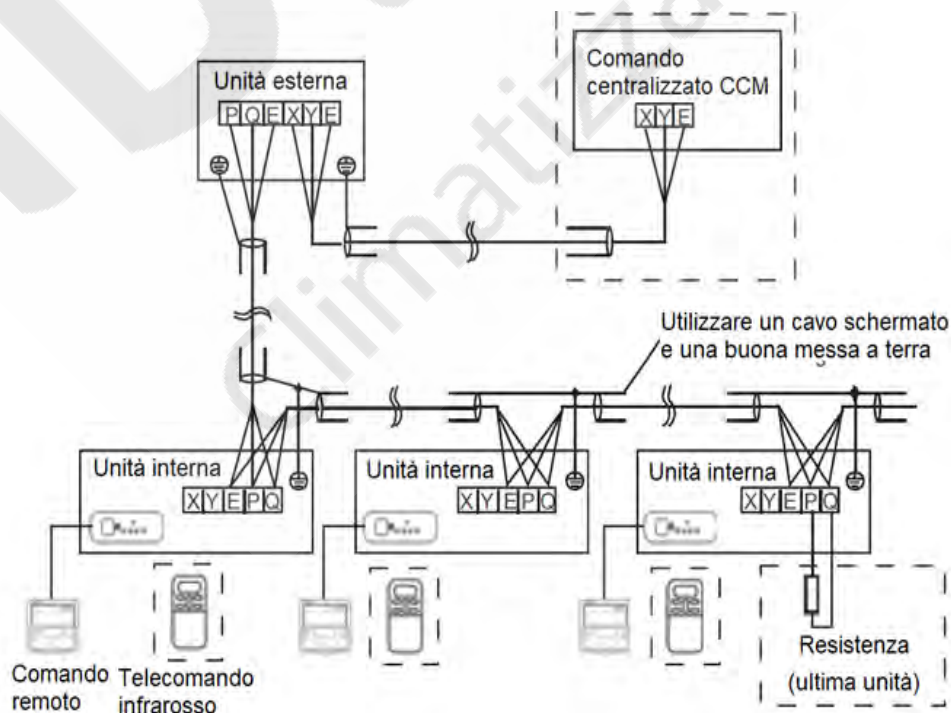 Comando
centralizzato CCM
X Y E
Unità esterna
P Q E X Y E
Utilizzare un cavo schermato
e una buona messa a terra
Unità interna
X Y E P Q
Unità interna
X Y E P Q
Unità interna
X Y E P Q
Comando
remoto
Telecomando
infrarosso
Resistenza
(ultima unità)
climatizza